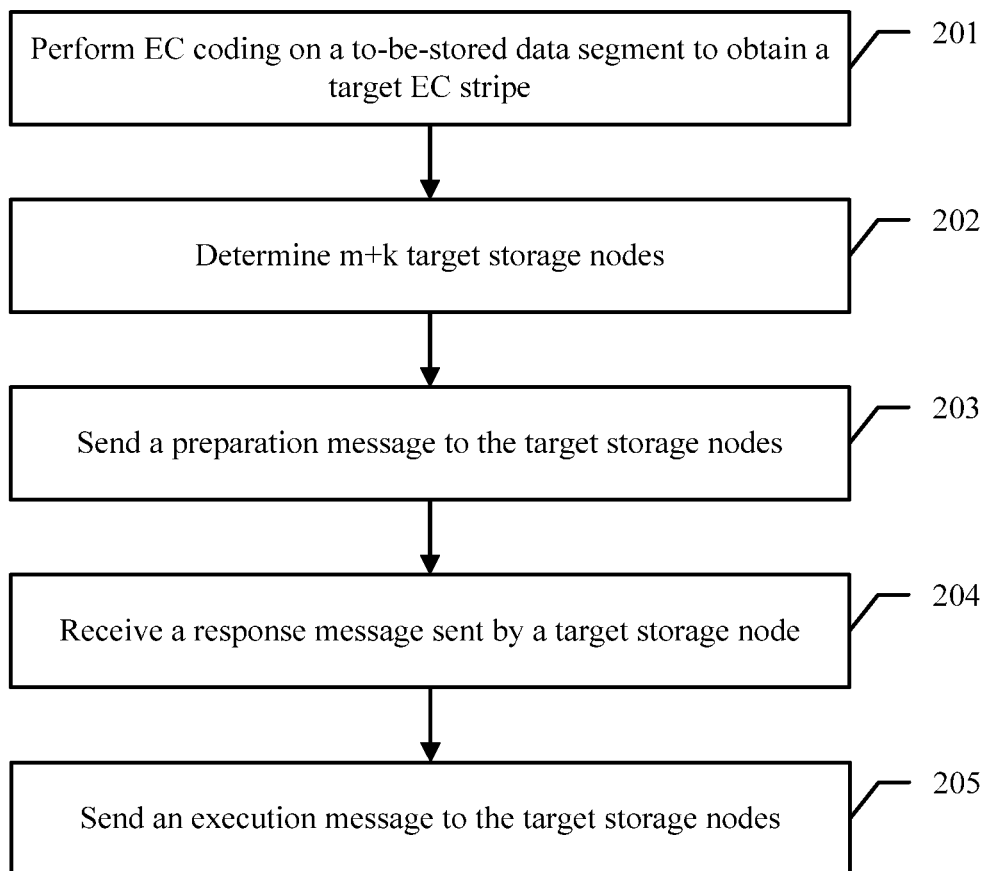 Perform EC coding on a to-be-stored data segment to obtain a
target EC stripe
201
Determine m+k target storage nodes
202
Send a preparation message to the target storage nodes
203
Receive a response message sent by a target storage node
204
Send an execution message to the target storage nodes
205